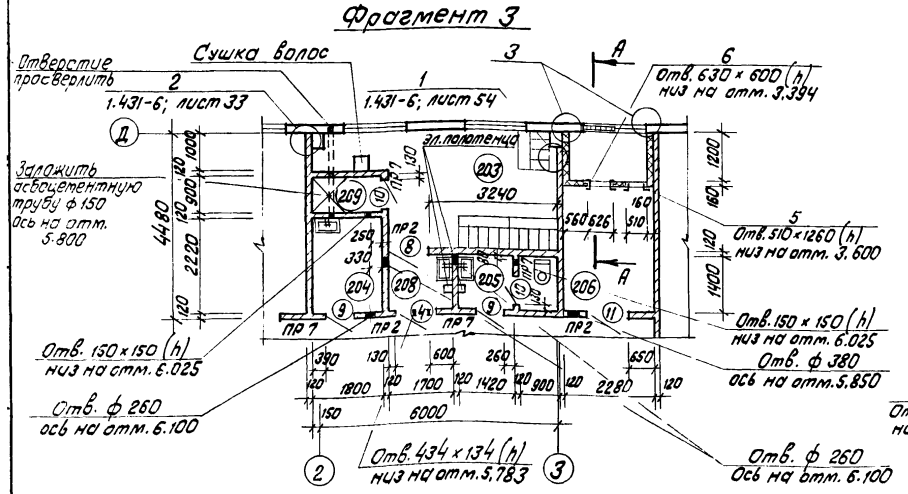 Фрагмент 3
Отверстие
просверлить
Сушка волос
2
1.431-6; лист 33
1
1.431-6; лист 54
3
А
6
Отв. 630 × 600 (h)
низ на отм. 3.394
Д
Заложить
асбоцементную
трубу ф 150
ось на отм.
5.800
4480
120
1000
120
900
120
2220
120
эл. полотенца
130
ПР 7
203
3240
209
10
1200
160
120
1400
160
560
626
510
5
Отв. 510×1260 (h)
низ на отм. 3.600
250
330
ПР 2
8
204
208
205
ПР 7
10
206
А
9
ПР 7
ПР 2
ПР 7
9
ПР 2
11
Отв. 150 × 150 (h)
низ на отм. 6.025
Отв. 150 × 150 (h)
низ на отм. 6.025
Отв. ф 380
ось на отм. 5.850
Отв. ф 260
ось на отм. 6.100
390
130
600
260
650
120
1800
120
1700
120
1420
120
900
120
2280
120
150
6000
2
3
Отв. 434 × 134 (h)
низ на отм. 5.783
Отв. ф 260
Ось на отм. 6.100